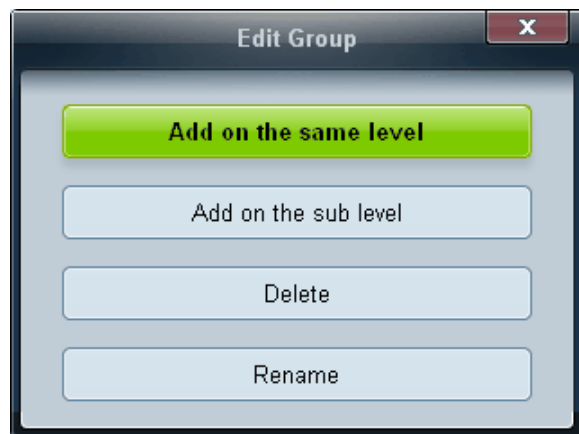 Edit Group
x
Add on the same level
Add on the sub level
Delete
Rename